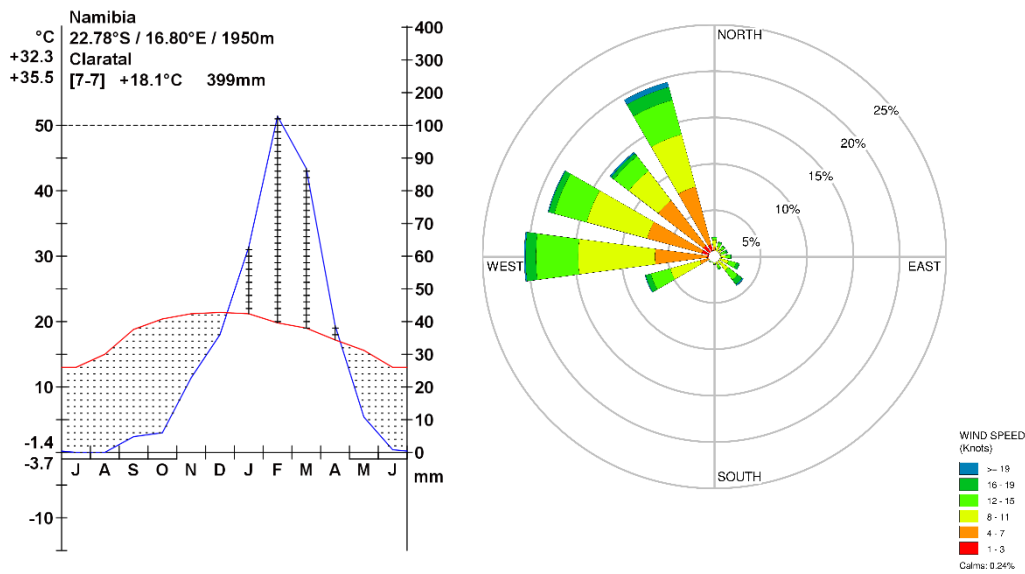 Namibia
°C 22.78°S / 16.80°E / 1950m
+32.3 Claratal
+35.5 [7-7] +18.1°C 399mm
400
300
200
50 100
90
40 80
70
30 60
50
20 40
30
10 20
10
-1.4 0
-3.7
J A S O N D J F M A M J mm
-10
NORTH
25%
20%
15%
10%
5%
WEST EAST
SOUTH
WIND SPEED
(Knots)
>= 19
16 - 19
12 - 15
8 - 11
4 - 7
1 - 3
Calms: 0.24%